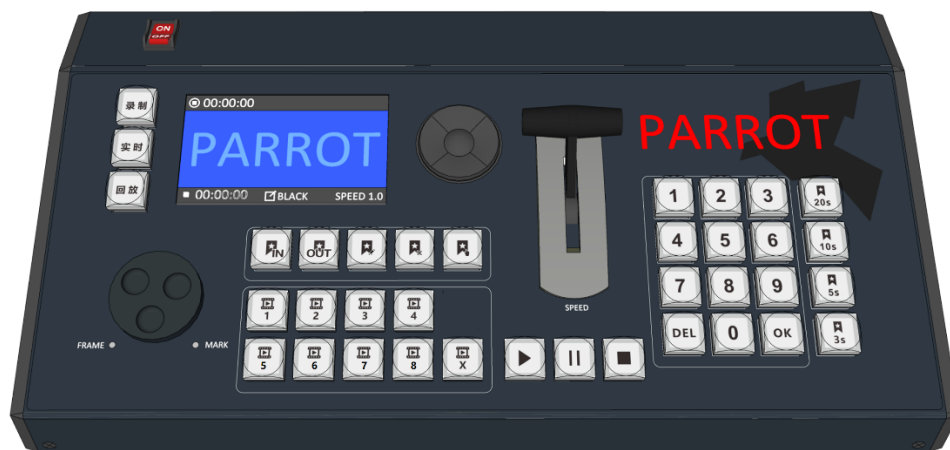 ON
OFF
录制
实时
回放
00:00:00
PARROT
00:00:00 BLACK SPEED 1.0
PARROT
IN
OUT
1 2 3 4
5 6 7 8 X
FRAME MARK
SPEED
1 2 3
4 5 6
7 8 9
DEL 0 OK
20s
10s
5s
3s